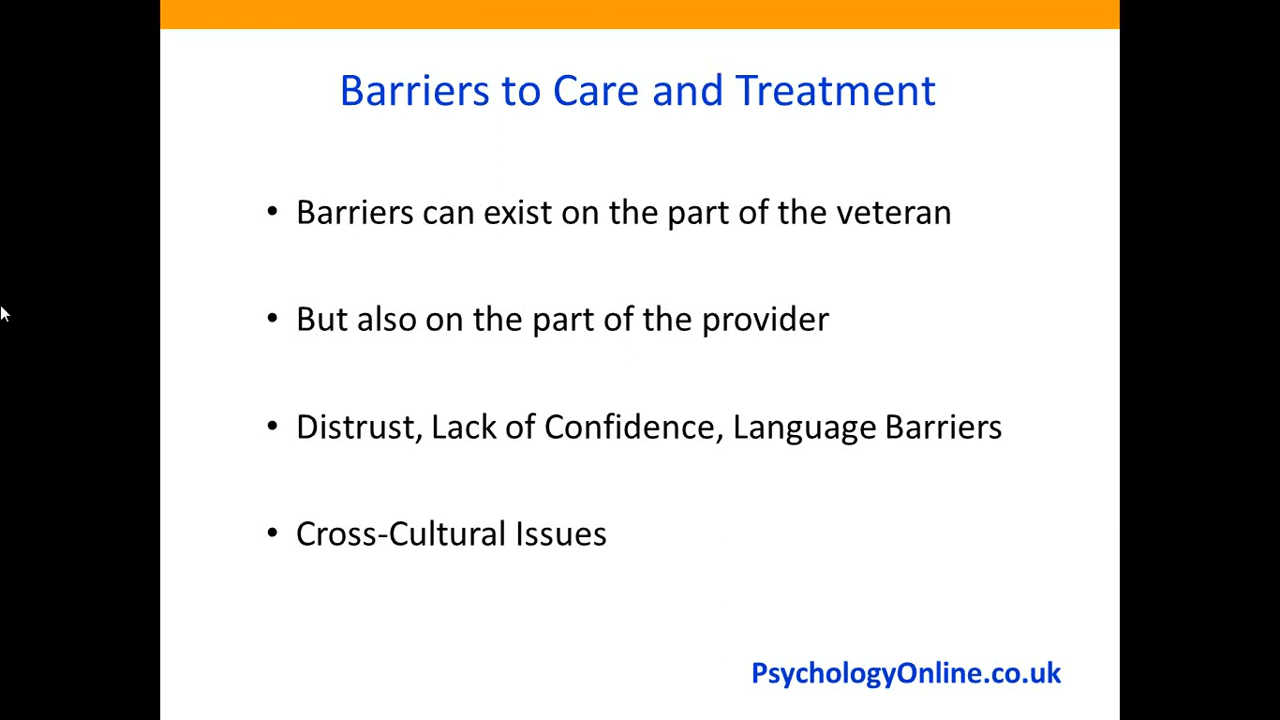 Barriers to Care and Treatment
• Barriers can exist on the part of the veteran
• But also on the part of the provider
• Distrust, Lack of Confidence, Language Barriers
• Cross-Cultural Issues
PsychologyOnline.co.uk